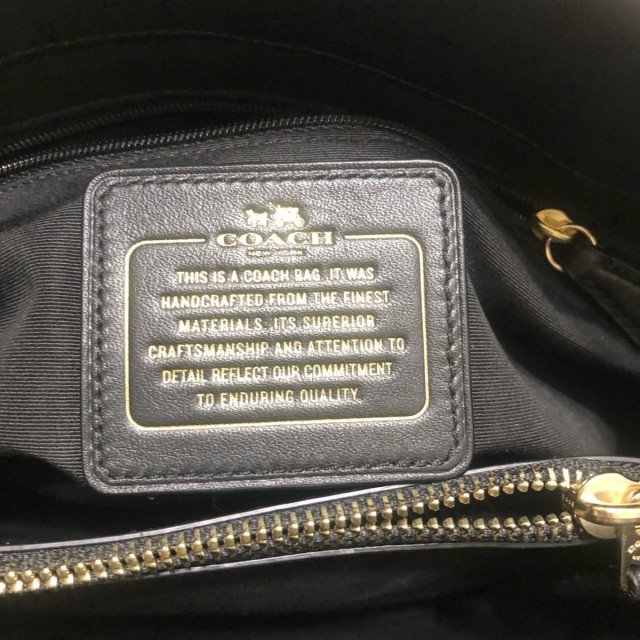 COACH
NEW YORK
THIS IS A COACH BAG. IT WAS
HANDCRAFTED FROM THE FINEST
MATERIALS. ITS SUPERIOR
CRAFTSMANSHIP AND ATTENTION TO
DETAIL REFLECT OUR COMMITMENT
TO ENDURING QUALITY.